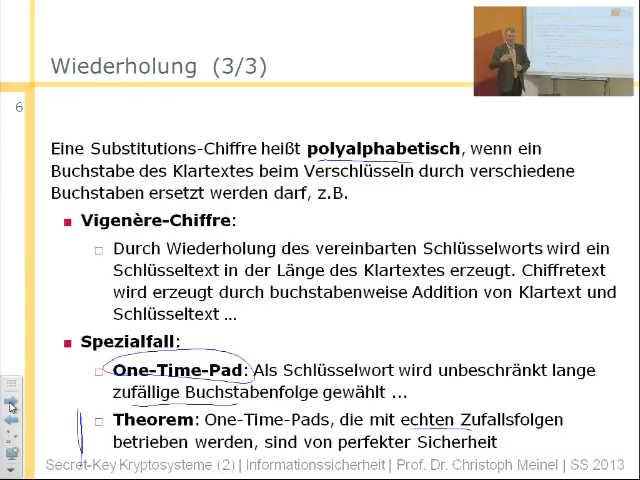 Wiederholung (3/3)
6
Eine Substitutions-Chiffre heißt polyalphabetisch, wenn ein
Buchstabe des Klartextes beim Verschlüsseln durch verschiedene
Buchstaben ersetzt werden darf, z.B.
Vigenère-Chiffre:
Durch Wiederholung des vereinbarten Schlüsselworts wird ein
Schlüsseltext in der Länge des Klartextes erzeugt. Chiffretext
wird erzeugt durch buchstabenweise Addition von Klartext und
Schlüsseltext ...
Spezialfall:
One-Time-Pad: Als Schlüsselwort wird unbeschränkt lange
zufällige Buchstabenfolge gewählt ...
Theorem: One-Time-Pads, die mit echten Zufallsfolgen
betrieben werden, sind von perfekter Sicherheit
Secret-Key Kryptosysteme (2) | Informationssicherheit | Prof. Dr. Christoph Meinel | SS 2013